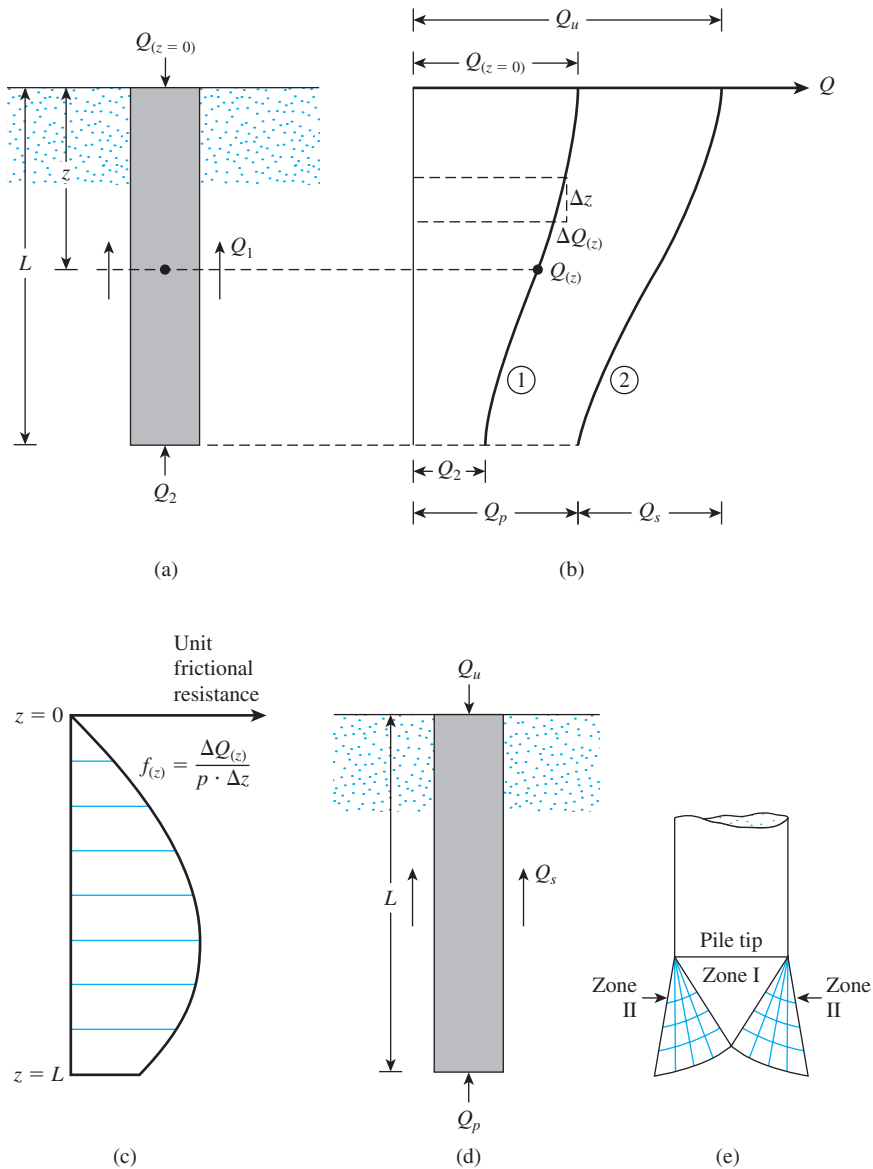 Q(z = 0)
z
L
Q1
Q2
(a)
Qu
Q(z = 0)
Q
Δz
ΔQ(z)
Q(z)
①
②
Q2
Qp
Qs
(b)
Unit
frictional
resistance
z = 0
f(z) = ΔQ(z) / p · Δz
z = L
(c)
Qu
L
Qs
Qp
(d)
Pile tip
Zone I
Zone
II
Zone
II
(e)